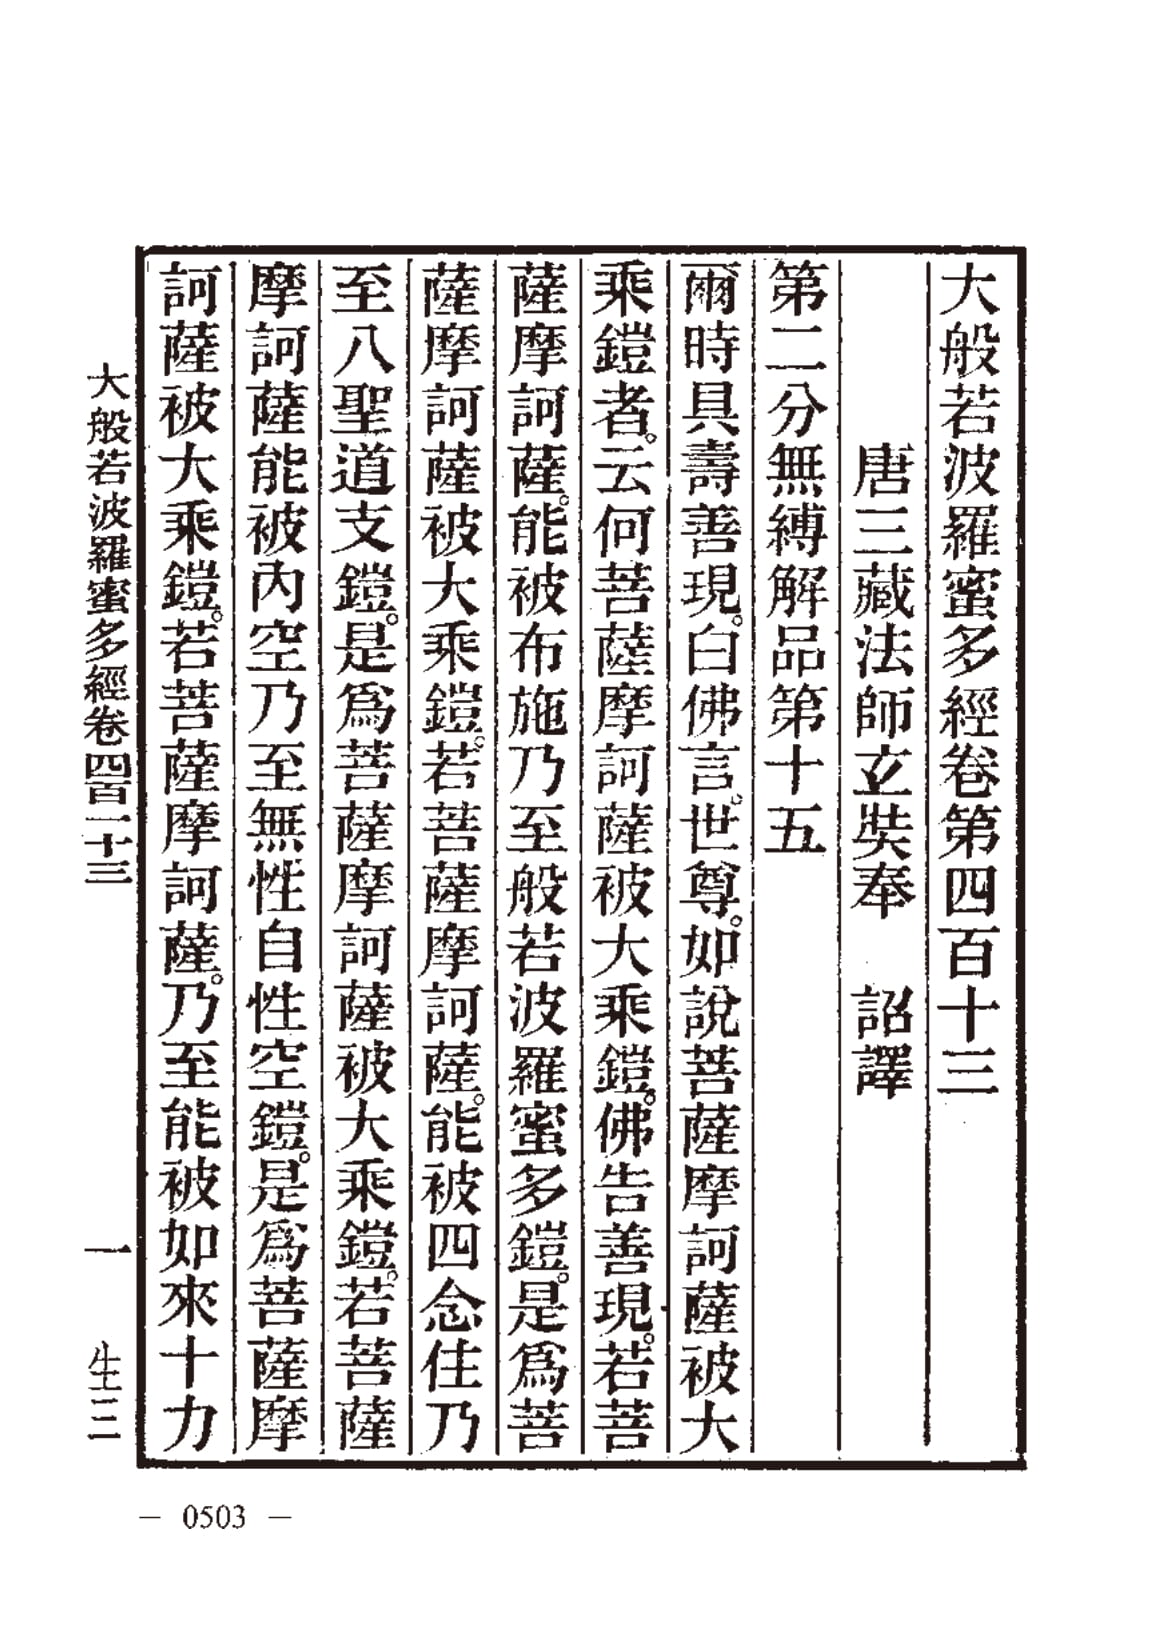 大般若波羅蜜多經卷第四百十三
唐三藏法師玄奘奉　詔譯
第二分無縛解品第十五
爾時具壽善現。白佛言。世尊。如說菩薩摩訶薩被大
乘鎧者。云何菩薩摩訶薩被大乘鎧。佛告善現。若菩
薩摩訶薩。能被布施乃至般若波羅蜜多鎧。是爲菩
薩摩訶薩被大乘鎧。若菩薩摩訶薩。能被四念住乃
至八聖道支鎧。是爲菩薩摩訶薩被大乘鎧。若菩薩
摩訶薩能被內空乃至無性自性空鎧。是爲菩薩摩
訶薩被大乘鎧。若菩薩摩訶薩。乃至能被如來十力
大般若波羅蜜多經卷四百一十三
一
生三
— 0503 —